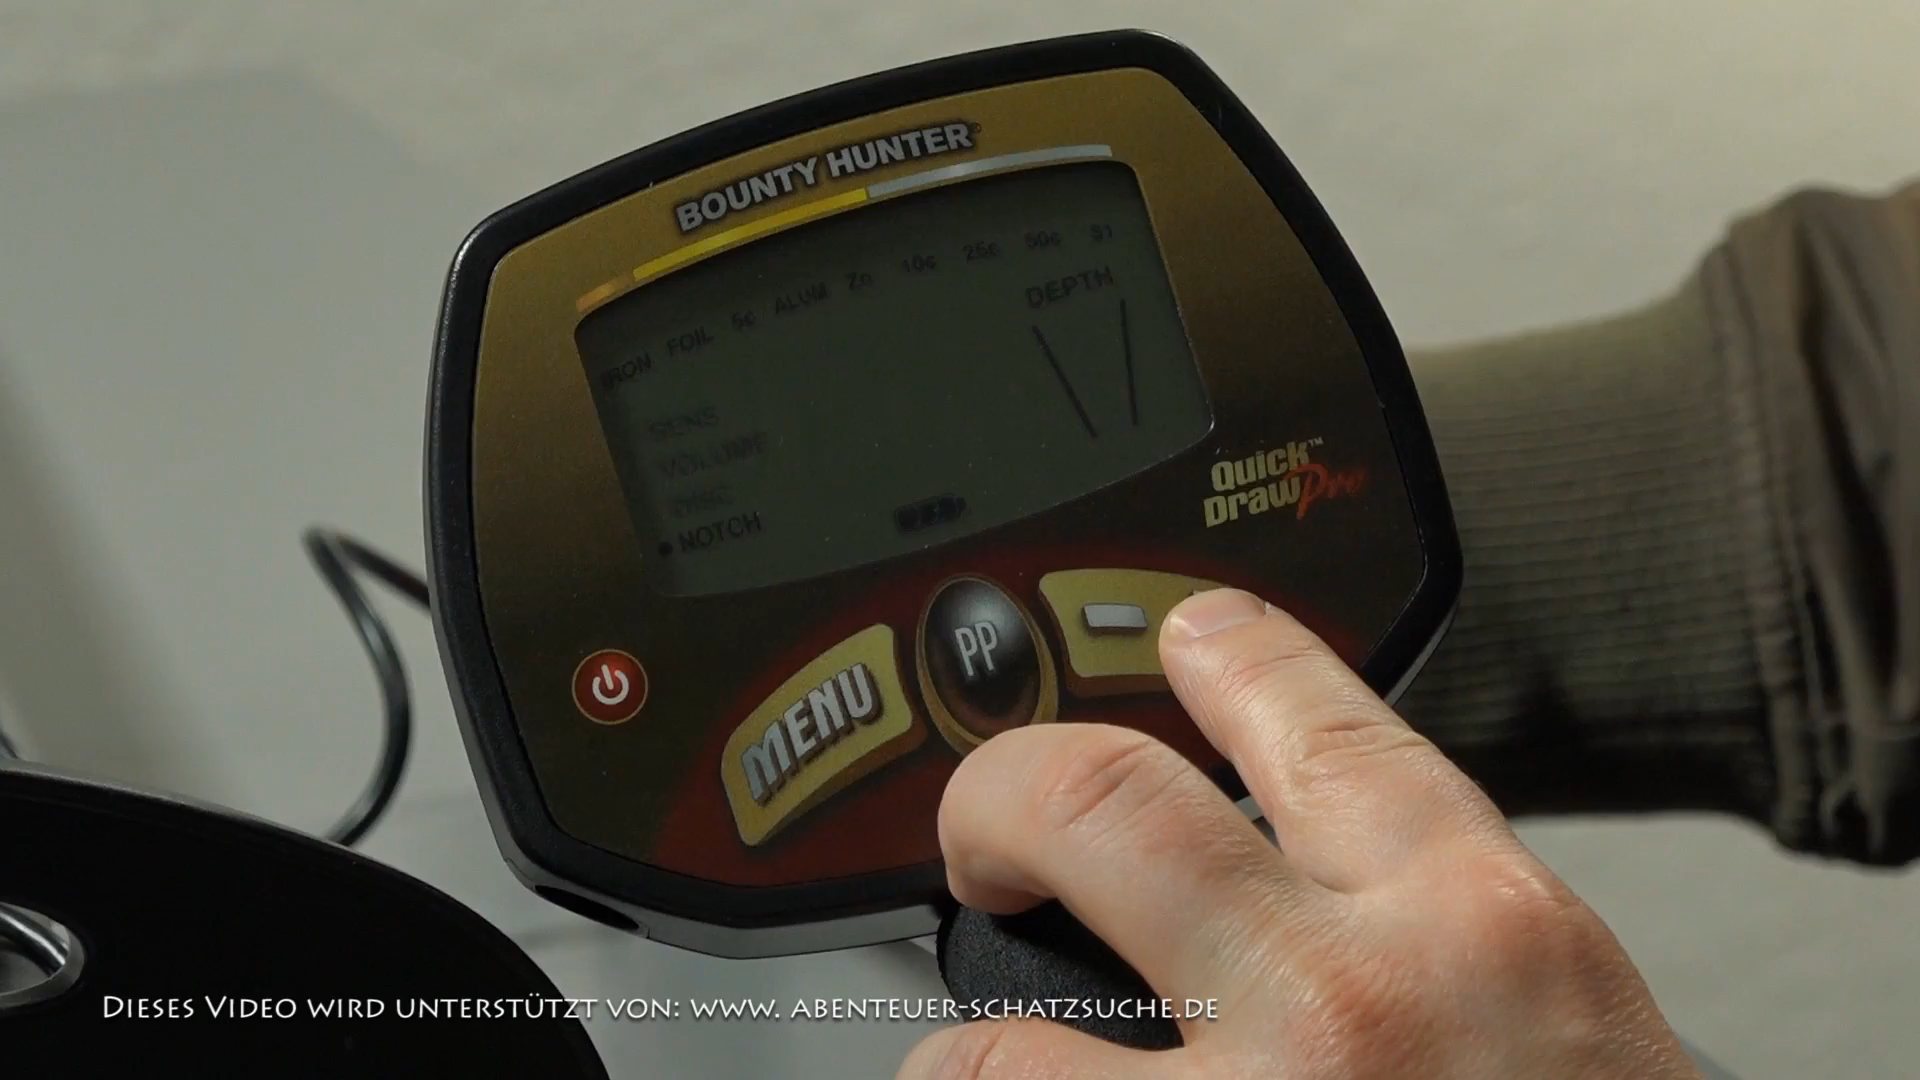 BOUNTY HUNTER
IRON FOIL 5¢ ALUM Zn 10¢ 25¢ 50¢ $1
DEPTH
SENS
VOLUME
DISC
NOTCH
Quick™
Draw Pro
MENU
PP
DIESES VIDEO WIRD UNTERSTÜTZT VON: WWW. ABENTEUER-SCHATZSUCHE.DE